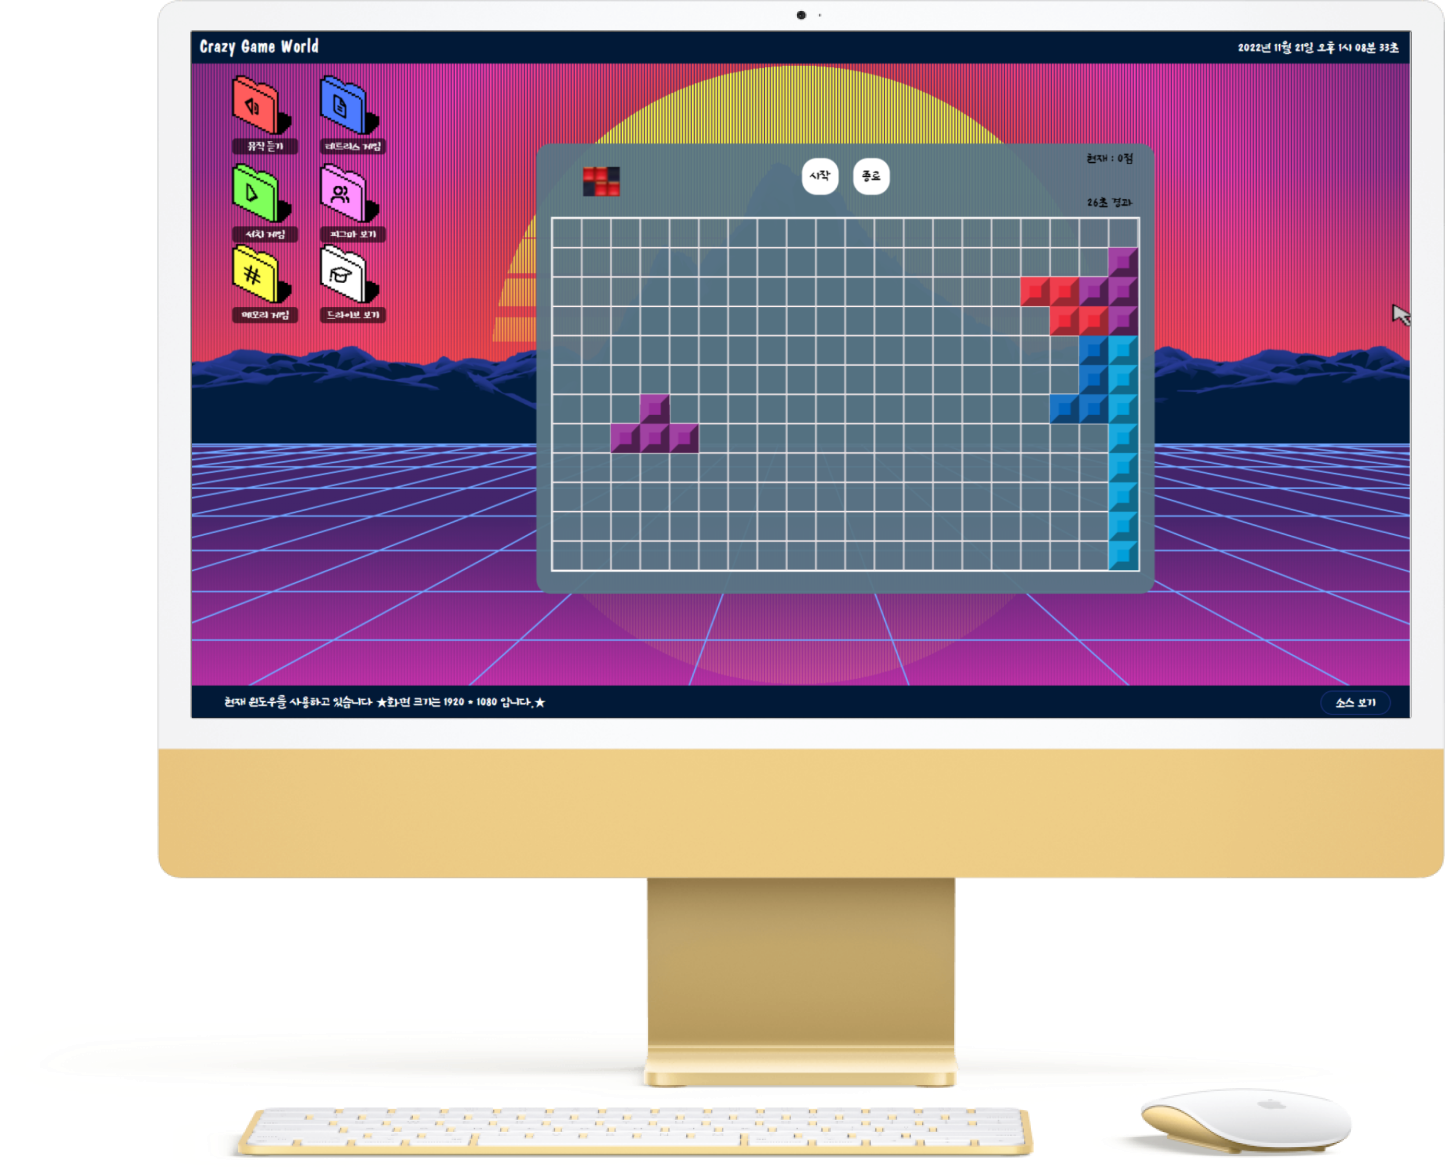 Crazy Game World
2022년 11월 21일 오후 1시 08분 33초
뮤직 듣기
테트리스 게임
서치 게임
피그마 보기
메모리 게임
드라이브 보기
시작
종료
현재 : 0점
26초 경과
현재 윈도우를 사용하고 있습니다 ★화면 크기는 1920 * 1080 입니다.★
소스 보기